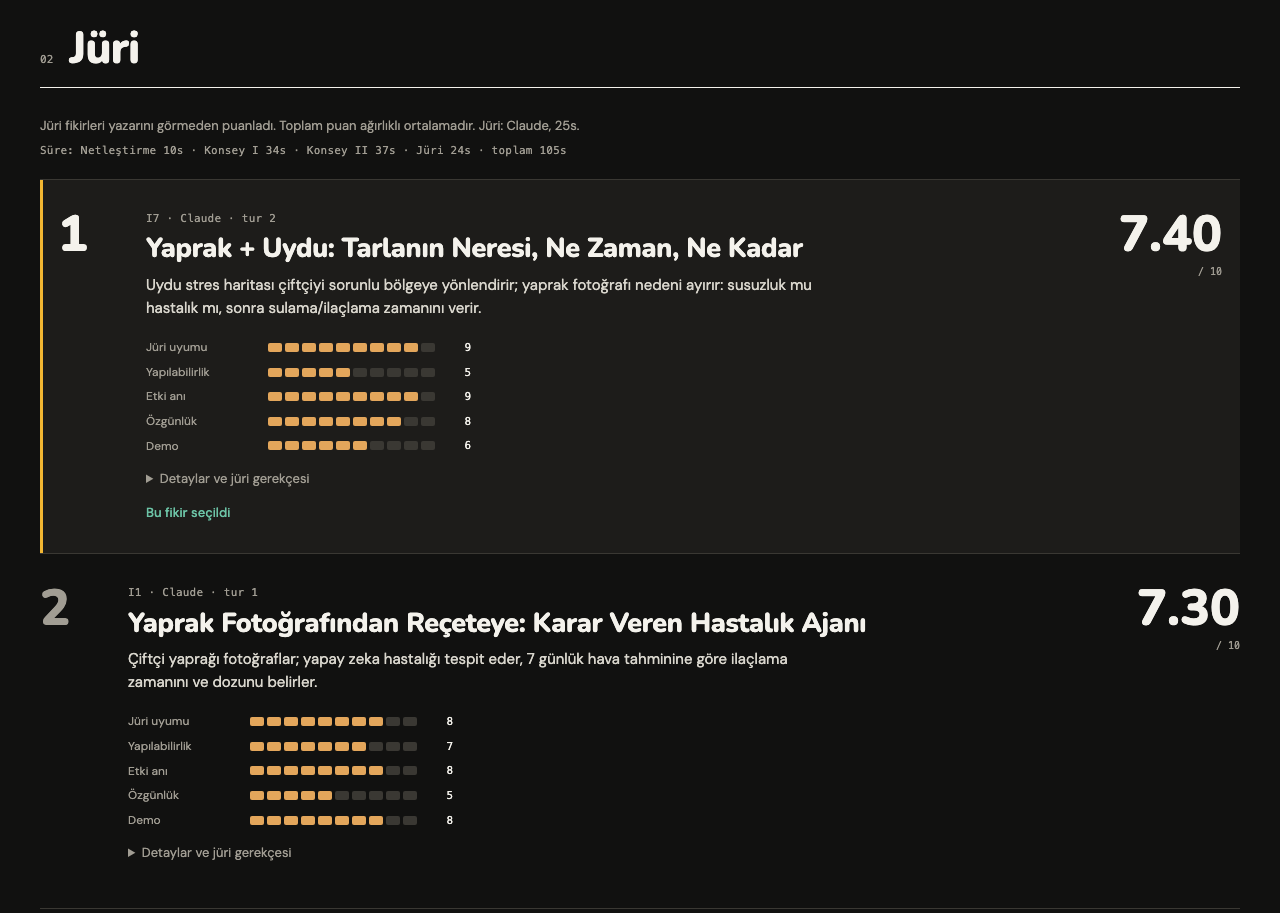 02 Jüri
Jüri fikirleri yazarını görmeden puanladı. Toplam puan ağırlıklı ortalamadır. Jüri: Claude, 25s.
Süre: Netleştirme 10s · Konsey I 34s · Konsey II 37s · Jüri 24s · toplam 105s
1
I7 · Claude · tur 2
Yaprak + Uydu: Tarlanın Neresi, Ne Zaman, Ne Kadar
Uydu stres haritası çiftçiyi sorunlu bölgeye yönlendirir; yaprak fotoğrafı nedeni ayırır: susuzluk mu
hastalık mı, sonra sulama/ilaçlama zamanını verir.
7.40
/ 10
Jüri uyumu 9
Yapılabilirlik 5
Etki anı 9
Özgünlük 8
Demo 6
▶ Detaylar ve jüri gerekçesi
Bu fikir seçildi
2
I1 · Claude · tur 1
Yaprak Fotoğrafından Reçeteye: Karar Veren Hastalık Ajanı
Çiftçi yaprağı fotoğraflar; yapay zeka hastalığı tespit eder, 7 günlük hava tahminine göre ilaçlama
zamanını ve dozunu belirler.
7.30
/ 10
Jüri uyumu 8
Yapılabilirlik 7
Etki anı 8
Özgünlük 5
Demo 8
▶ Detaylar ve jüri gerekçesi